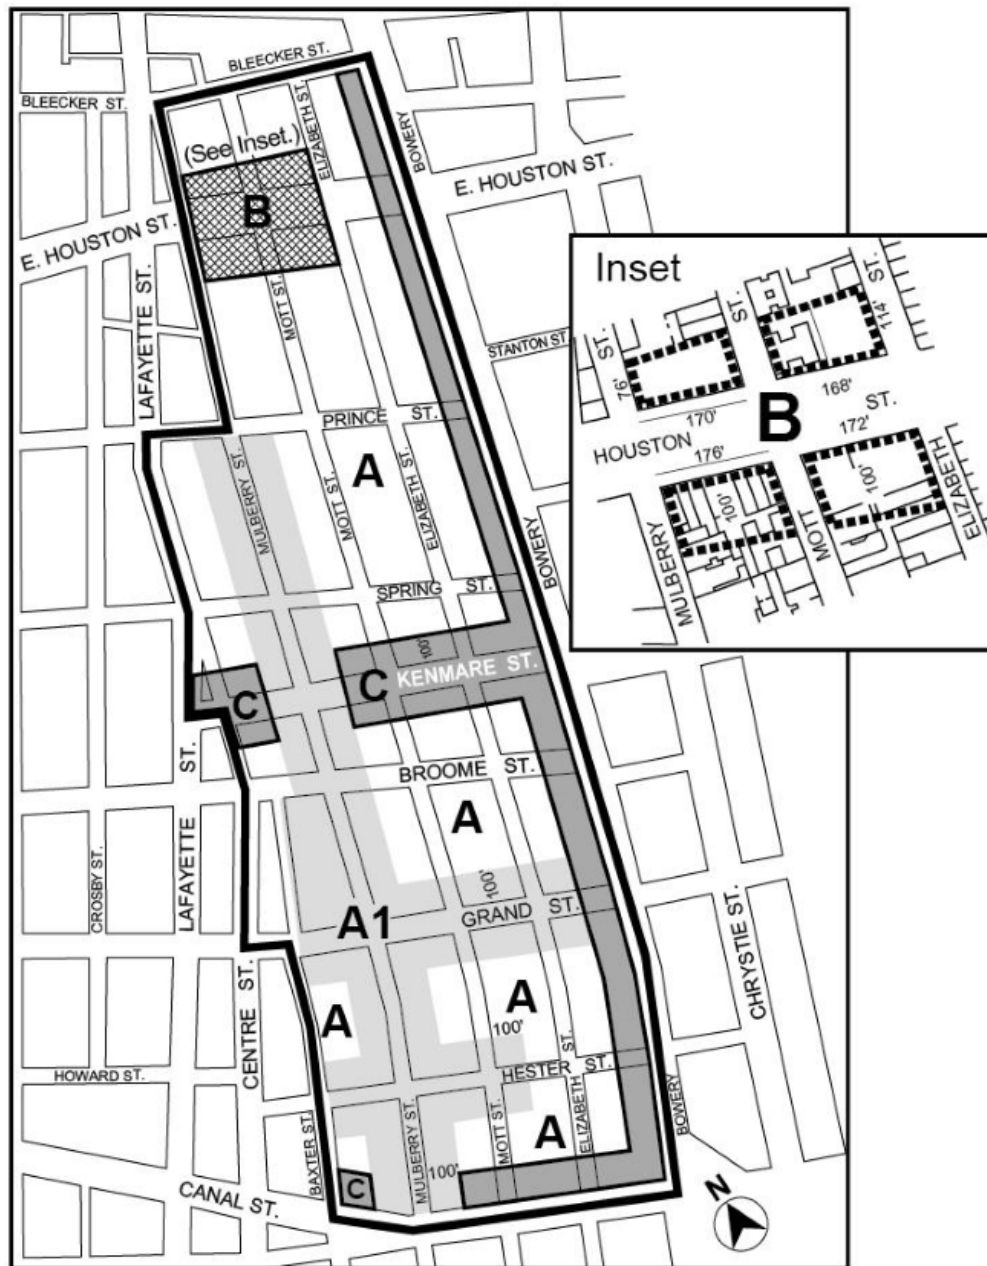 BLEECKER ST.
BLEECKER ST.
(See Inset.)
ELIZABETH ST.
BOWERY
E. HOUSTON ST.
B
E. HOUSTON ST.
LAFAYETTE ST.
MOTT ST.
STANTON ST.
PRINCE ST.
A
MULBERRY ST.
MOTT ST.
ELIZABETH ST.
BOWERY
SPRING ST.
100'
KENMARE ST.
C
C
BROOME ST.
LAFAYETTE ST.
CROSBY ST.
A
100'
GRAND ST.
A1
CHRYSTIE ST.
A
A
100'
CENTRE ST.
HESTER ST.
HOWARD ST.
ELIZABETH ST.
BOWERY
BAXTER ST.
MULBERRY ST.
MOTT ST.
A
100'
C
CANAL ST.
N
Inset
ST.
ST.
ST.
76'
114'
170'
168'
HOUSTON ST.
B
176'
172'
100'
100'
MULBERRY
MOTT
ELIZABETH